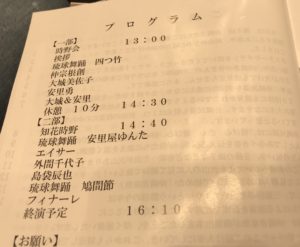 プログラム
【一部】 13:00
時野会
挨拶
琉球舞踊 四つ竹
仲宗根創
大城美佐子
安里勇
大城&安里
休憩 10分 14:30
【二部】 14:40
知花時野
琉球舞踊 安里屋ゆんた
エイサー
外間千代子
島袋辰也
琉球舞踊 鳩間節
フィナーレ
終演予定 16:10
【お願い】